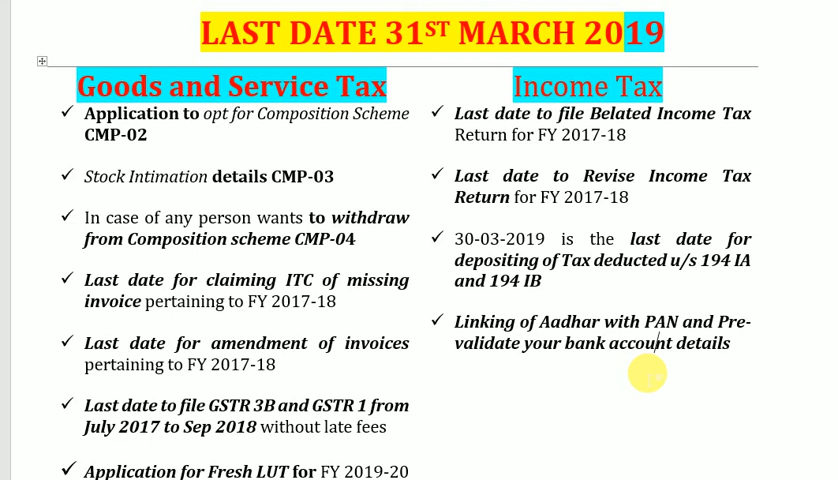 LAST DATE 31ST MARCH 2019
Goods and Service Tax
✓ Application to opt for Composition Scheme
CMP-02
✓ Stock Intimation details CMP-03
✓ In case of any person wants to withdraw
from Composition scheme CMP-04
✓ Last date for claiming ITC of missing
invoice pertaining to FY 2017-18
✓ Last date for amendment of invoices
pertaining to FY 2017-18
✓ Last date to file GSTR 3B and GSTR 1 from
July 2017 to Sep 2018 without late fees
✓ Application for Fresh LUT for FY 2019-20
Income Tax
✓ Last date to file Belated Income Tax
Return for FY 2017-18
✓ Last date to Revise Income Tax
Return for FY 2017-18
✓ 30-03-2019 is the last date for
depositing of Tax deducted u/s 194 IA
and 194 IB
✓ Linking of Aadhar with PAN and Pre-
validate your bank account details